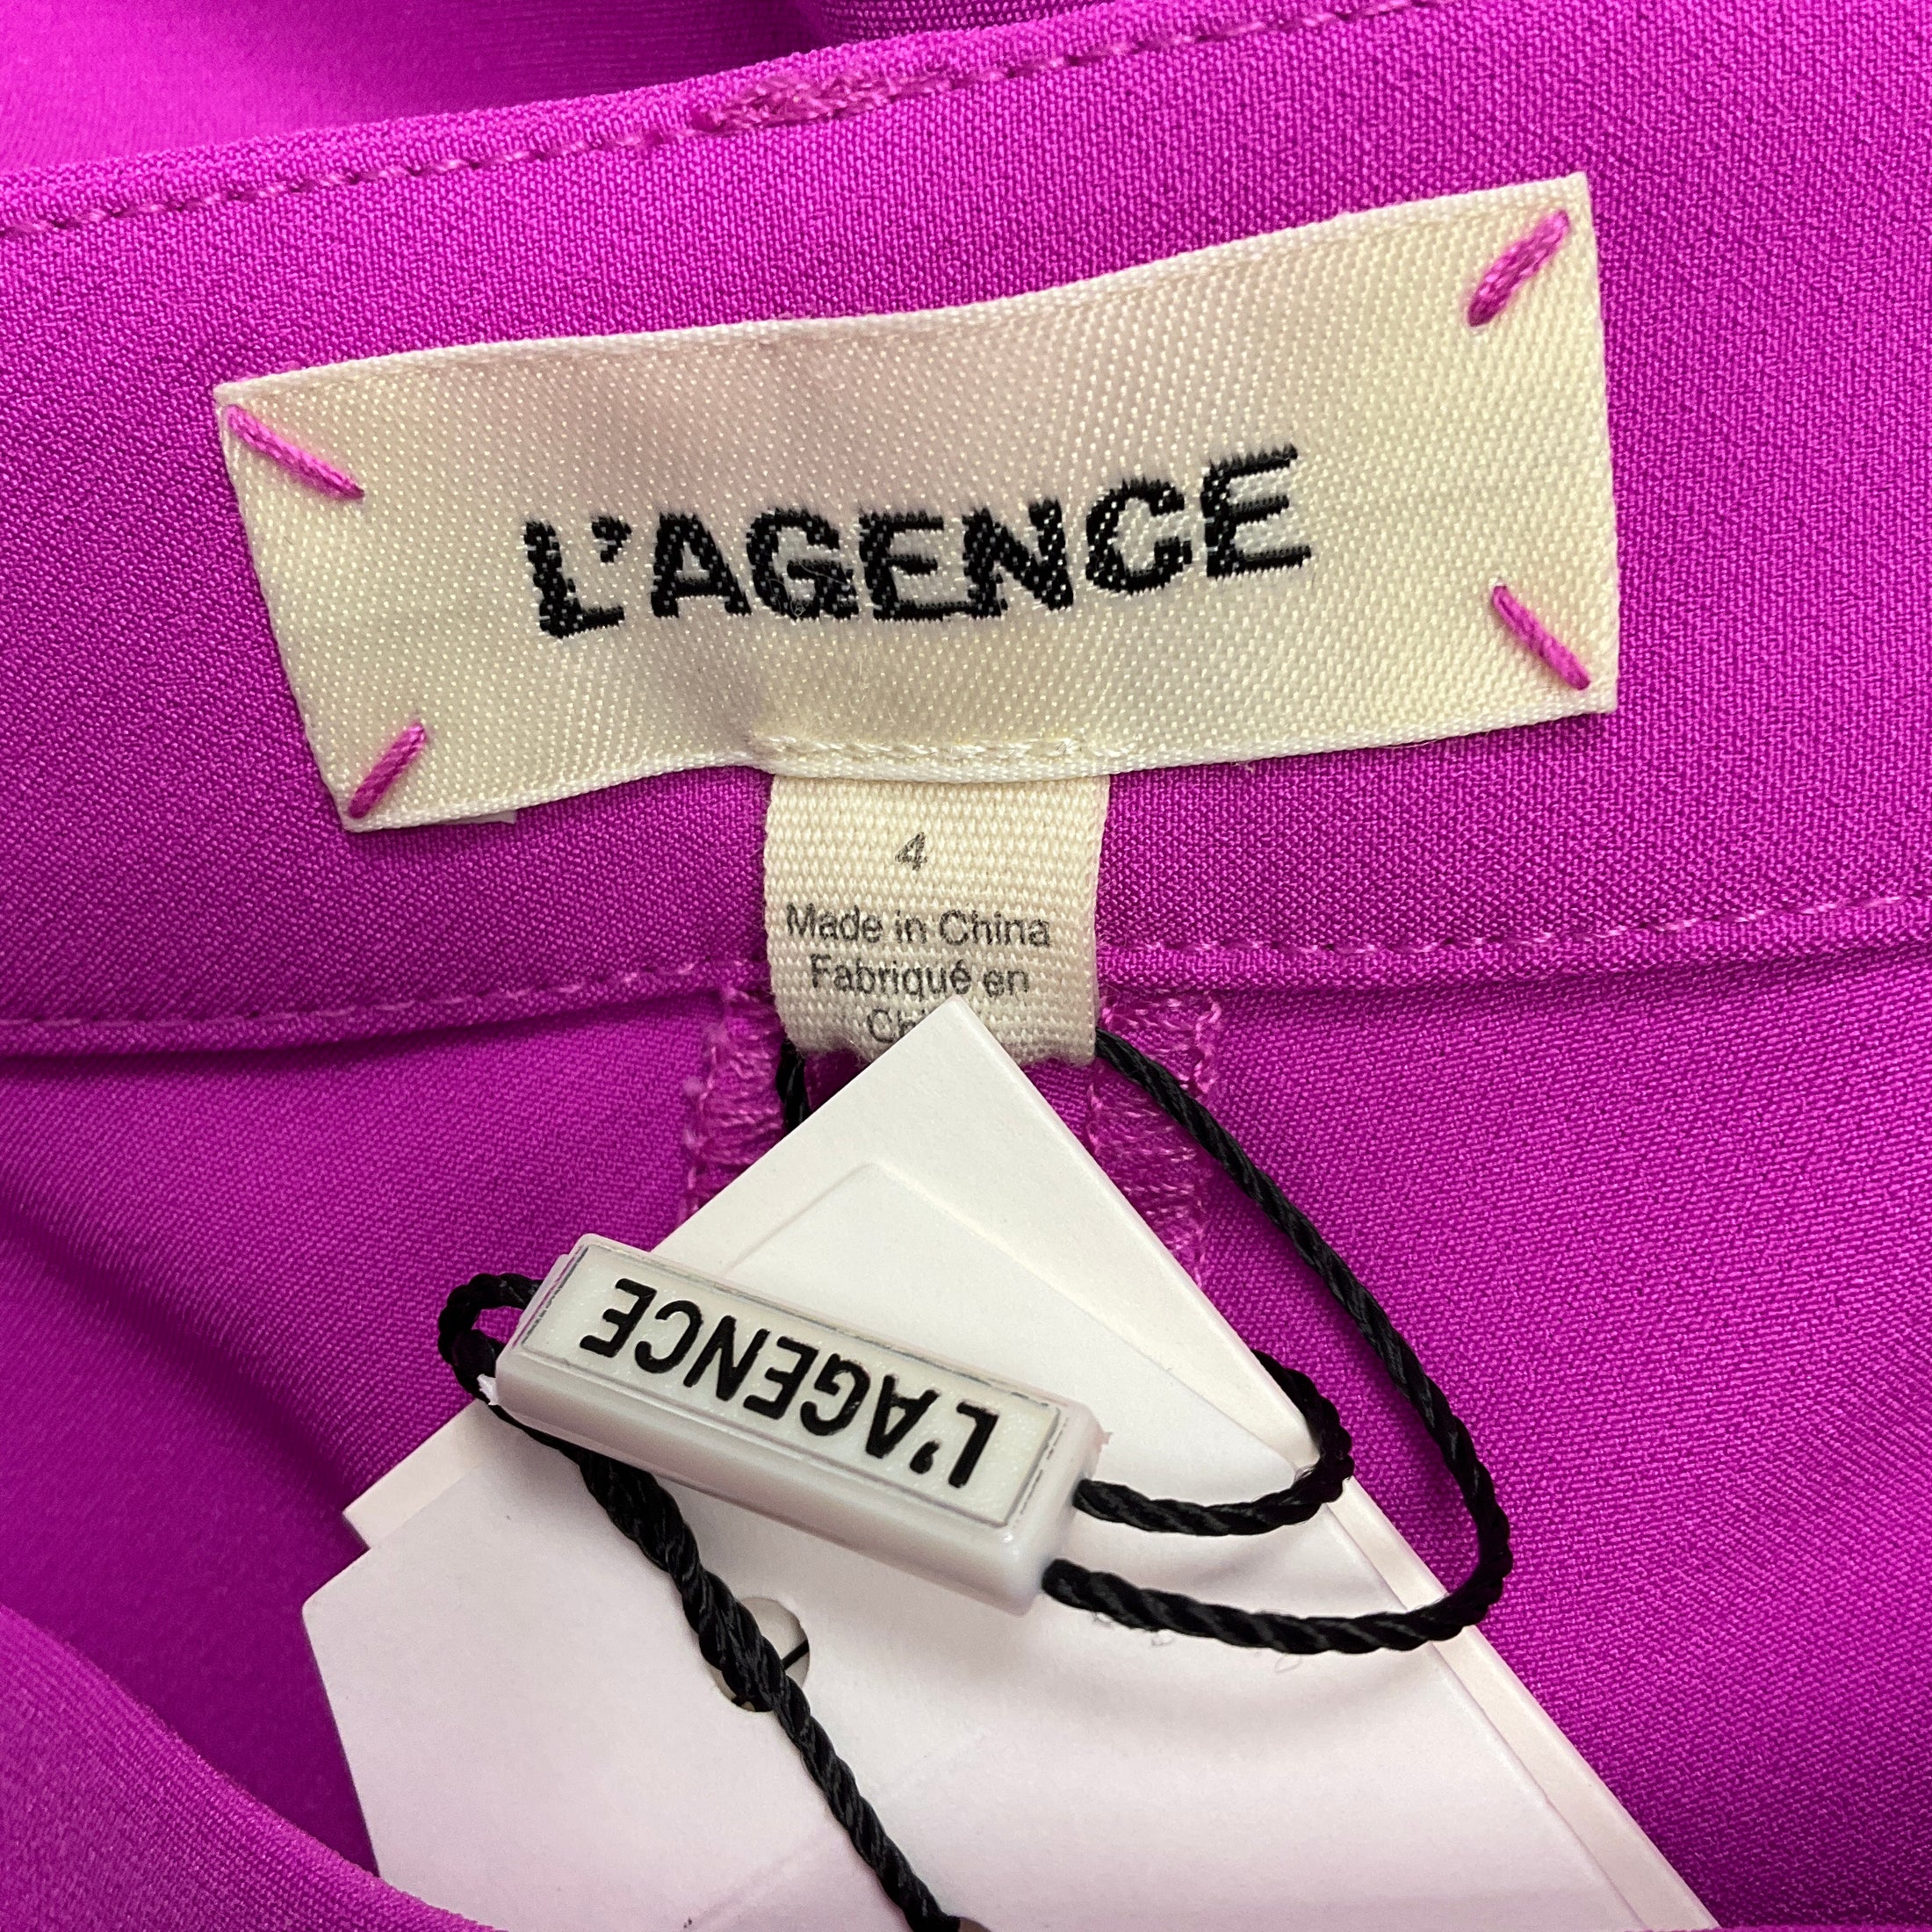 L'AGENCE
4
Made in China
Fabriqué en
L'AGENCE